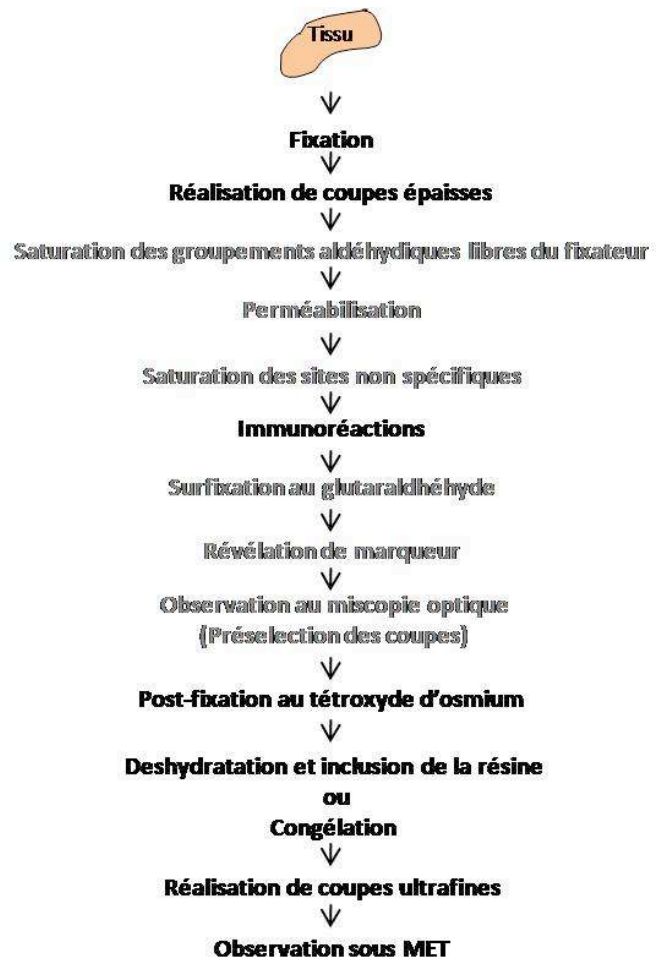 Tissu
Fixation
Réalisation de coupes épaisses
Saturation des groupements aldéhydiques libres du fixateur
Perméabilisation
Saturation des sites non spécifiques
Immunoréactions
Surfixation au glutaraldhéhyde
Révélation de marqueur
Observation au miscopie optique
(Préselection des coupes)
Post-fixation au tétroxyde d'osmium
Deshydratation et inclusion de la résine
ou
Congélation
Réalisation de coupes ultrafines
Observation sous MET